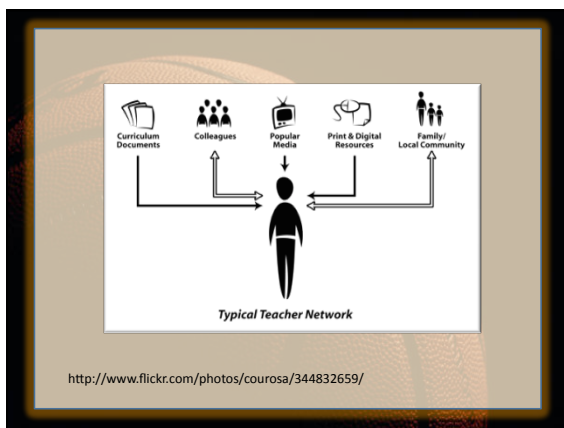 Curriculum
Documents
Colleagues
Popular
Media
Print & Digital
Resources
Family/
Local Community
Typical Teacher Network
http://www.flickr.com/photos/courosa/344832659/